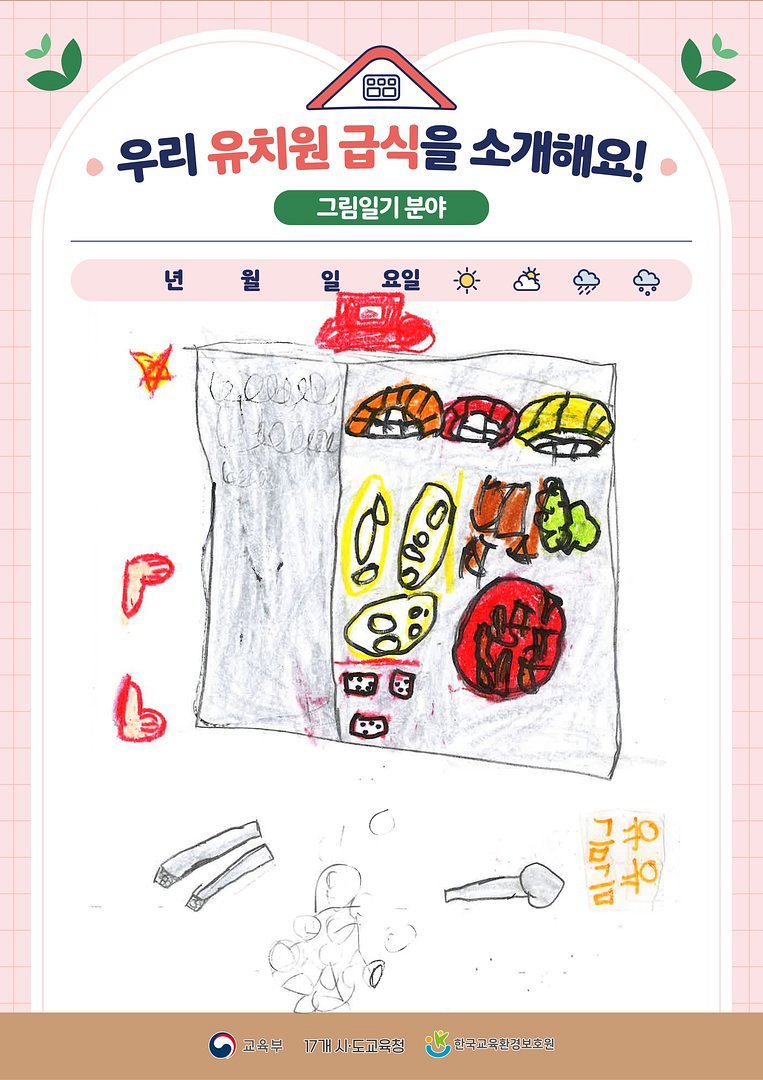 우리 유치원 급식을 소개해요!
그림일기 분야
년 월 일 요일
우유
교육부 17개 시·도교육청 한국교육환경보호원